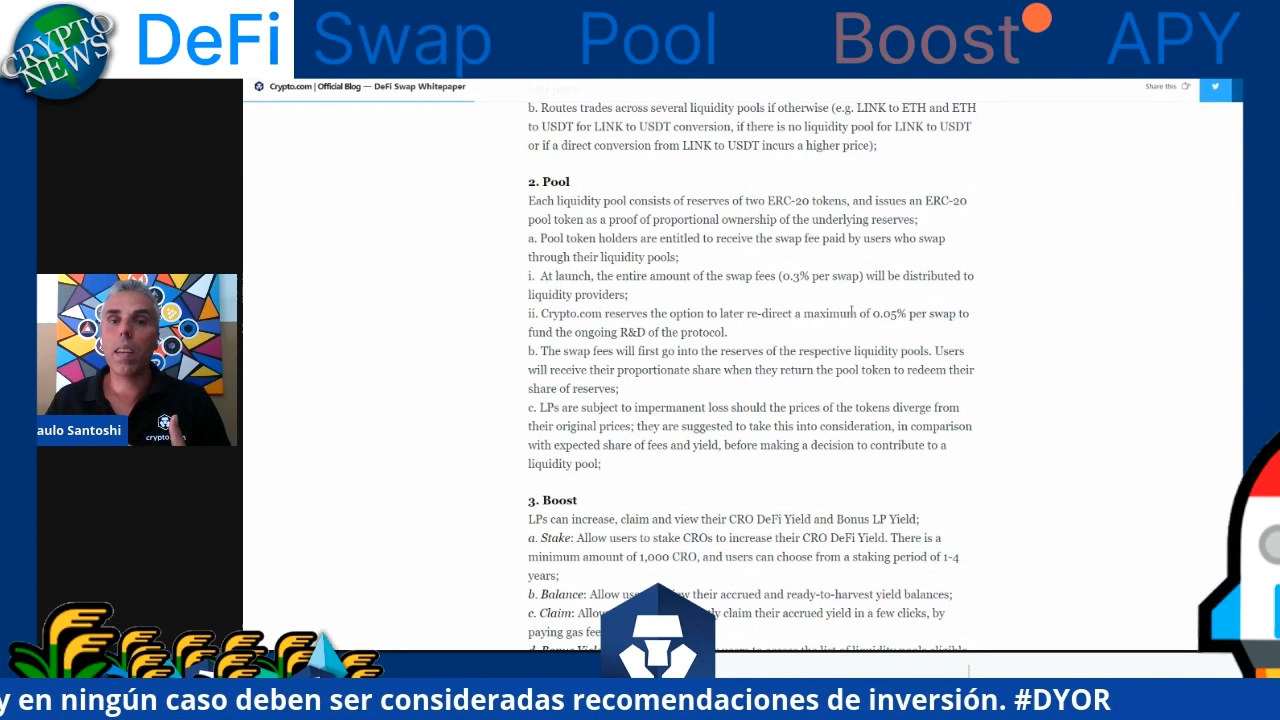 CRYPTO
NEWS
DeFi Swap Pool Boost APY
Crypto.com | Official Blog — DeFi Swap Whitepaper
Share this
b. Routes trades across several liquidity pools if otherwise (e.g. LINK to ETH and ETH
to USDT for LINK to USDT conversion, if there is no liquidity pool for LINK to USDT
or if a direct conversion from LINK to USDT incurs a higher price);
2. Pool
Each liquidity pool consists of reserves of two ERC-20 tokens, and issues an ERC-20
pool token as a proof of proportional ownership of the underlying reserves;
a. Pool token holders are entitled to receive the swap fee paid by users who swap
through their liquidity pools;
i. At launch, the entire amount of the swap fees (0.3% per swap) will be distributed to
liquidity providers;
ii. Crypto.com reserves the option to later re-direct a maximum of 0.05% per swap to
fund the ongoing R&D of the protocol.
b. The swap fees will first go into the reserves of the respective liquidity pools. Users
will receive their proportionate share when they return the pool token to redeem their
share of reserves;
c. LPs are subject to impermanent loss should the prices of the tokens diverge from
their original prices; they are suggested to take this into consideration, in comparison
with expected share of fees and yield, before making a decision to contribute to a
liquidity pool;
3. Boost
LPs can increase, claim and view their CRO DeFi Yield and Bonus LP Yield;
a. Stake: Allow users to stake CROs to increase their CRO DeFi Yield. There is a
minimum amount of 1,000 CRO, and users can choose from a staking period of 1-4
years;
b. Balance: Allow their accrued and ready-to-harvest yield balances;
c. Claim: claim their accrued yield in a few clicks, by
paying gas
aulo Santoshi
y en ningún caso deben ser consideradas recomendaciones de inversión. #DYOR